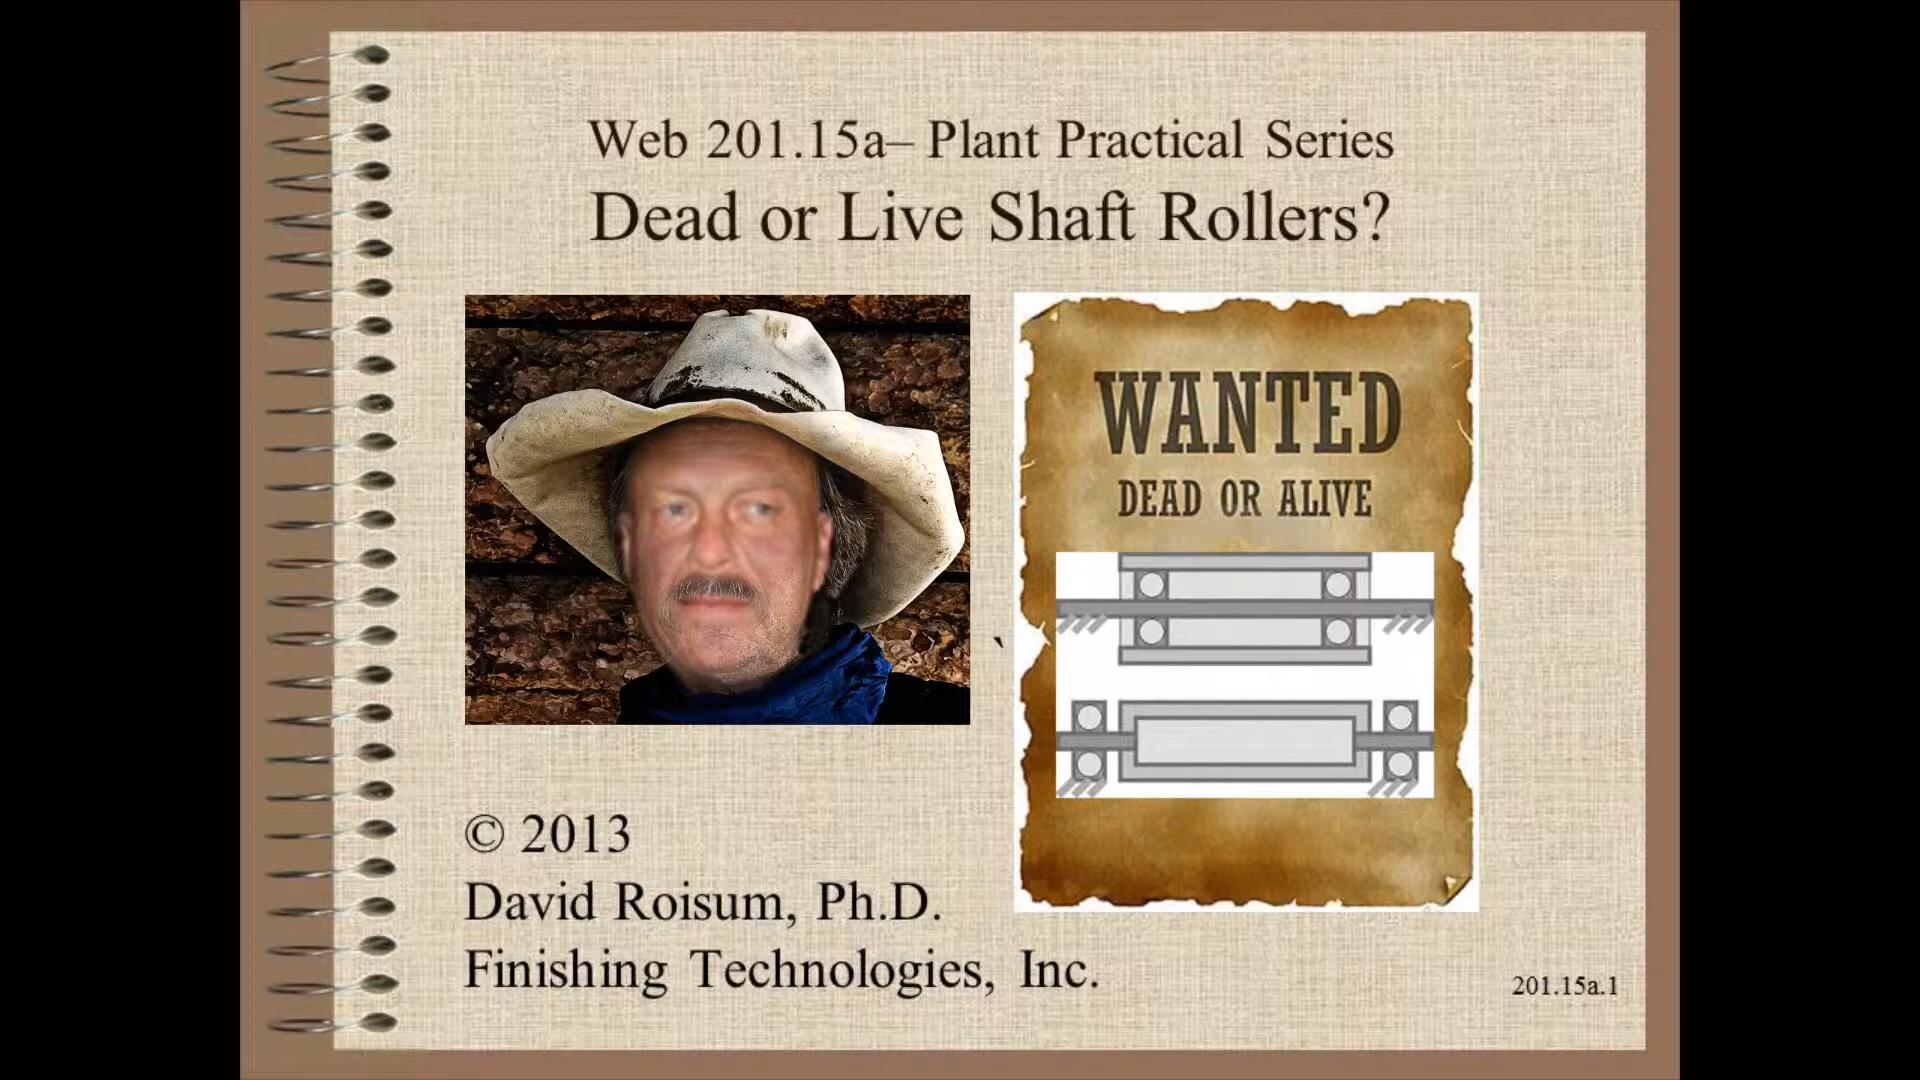 Web 201.15a– Plant Practical Series
Dead or Live Shaft Rollers?
WANTED
DEAD OR ALIVE
© 2013
David Roisum, Ph.D.
Finishing Technologies, Inc.
201.15a.1